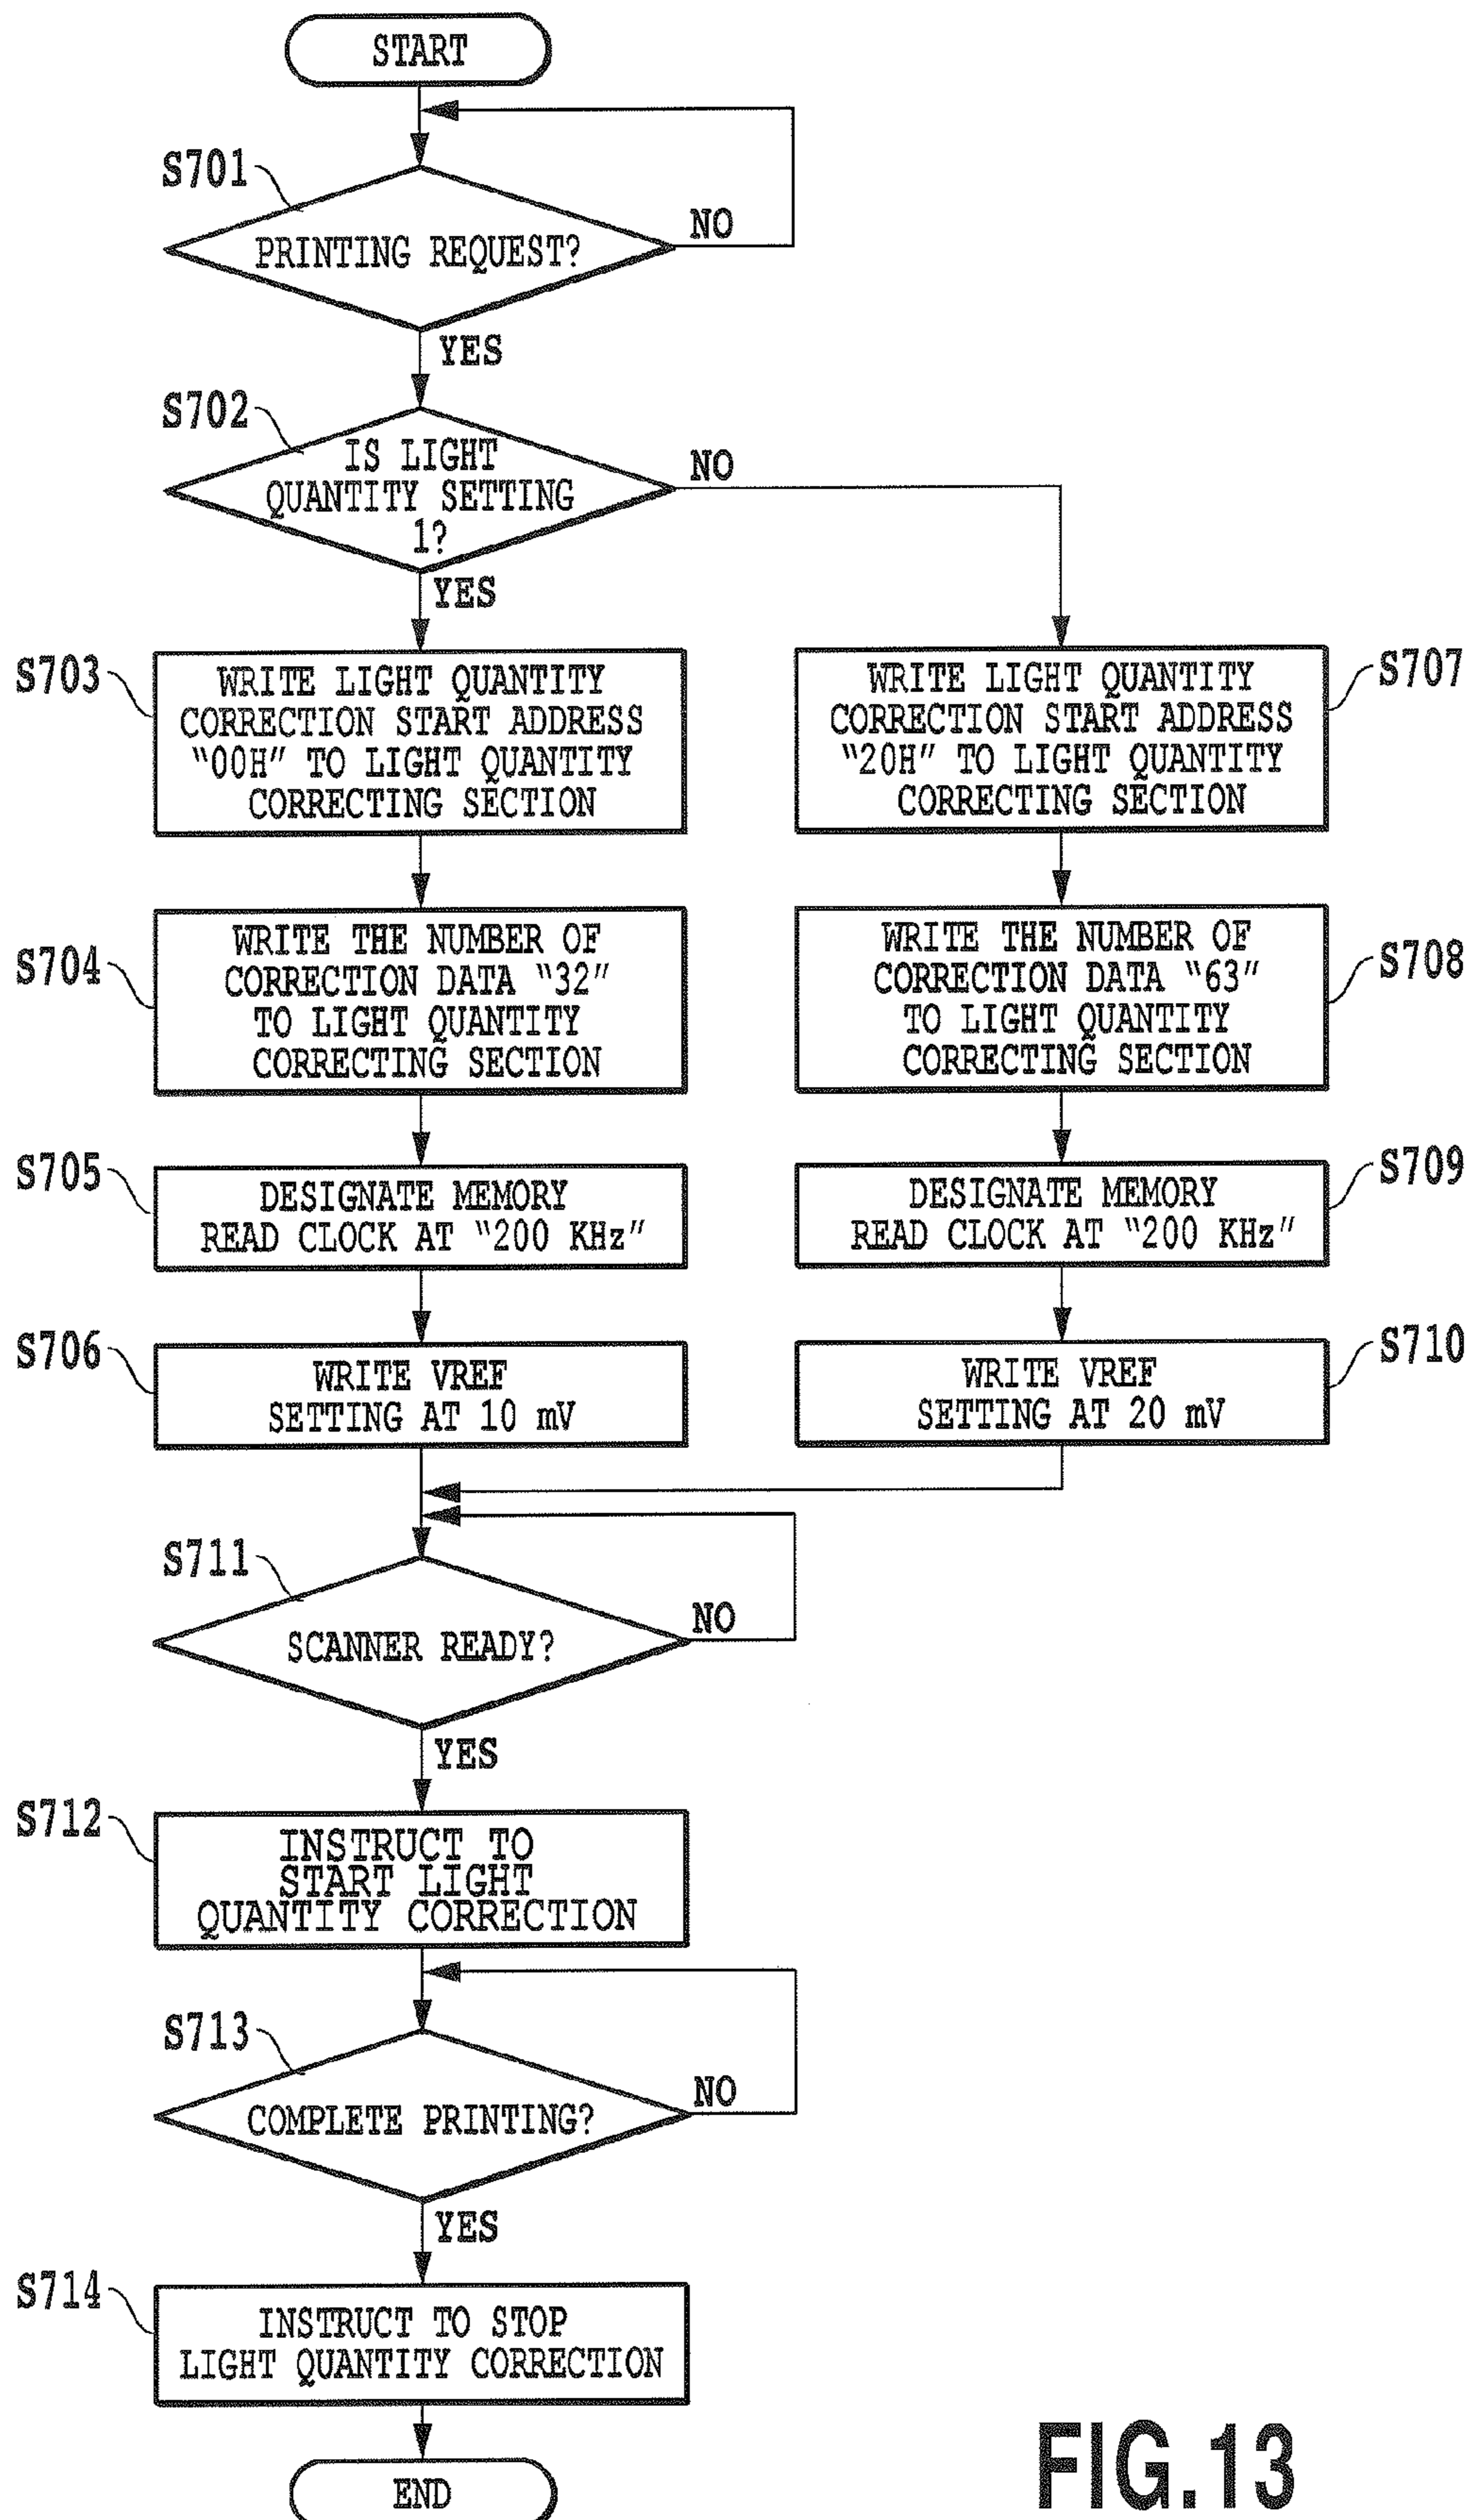 START
S701
PRINTING REQUEST?
NO
YES
S702
IS LIGHT
QUANTITY SETTING
1?
NO
YES
S703
WRITE LIGHT QUANTITY
CORRECTION START ADDRESS
“00H” TO LIGHT QUANTITY
CORRECTING SECTION
S707
WRITE LIGHT QUANTITY
CORRECTION START ADDRESS
“20H” TO LIGHT QUANTITY
CORRECTING SECTION
S704
WRITE THE NUMBER OF
CORRECTION DATA “32”
TO LIGHT QUANTITY
CORRECTING SECTION
S708
WRITE THE NUMBER OF
CORRECTION DATA “63”
TO LIGHT QUANTITY
CORRECTING SECTION
S705
DESIGNATE MEMORY
READ CLOCK AT “200 KHz”
S709
DESIGNATE MEMORY
READ CLOCK AT “200 KHz”
S706
WRITE VREF
SETTING AT 10 mV
S710
WRITE VREF
SETTING AT 20 mV
S711
SCANNER READY?
NO
YES
S712
INSTRUCT TO
START LIGHT
QUANTITY CORRECTION
S713
COMPLETE PRINTING?
NO
YES
S714
INSTRUCT TO STOP
LIGHT QUANTITY CORRECTION
END
FIG.13